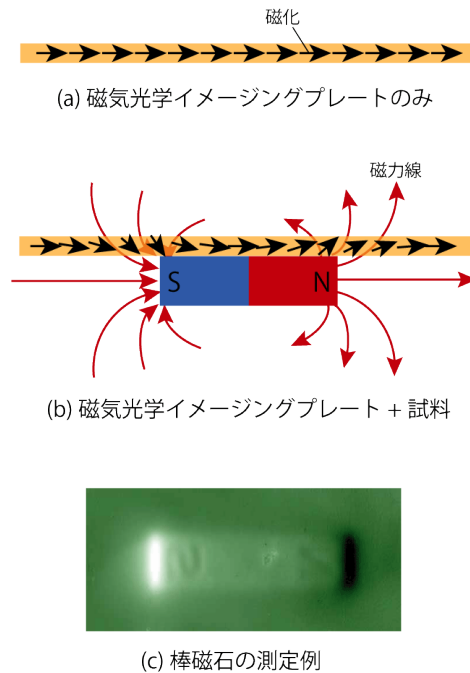 磁化
(a) 磁気光学イメージングプレートのみ
磁力線
S N
(b) 磁気光学イメージングプレート + 試料
N S
(c) 棒磁石の測定例